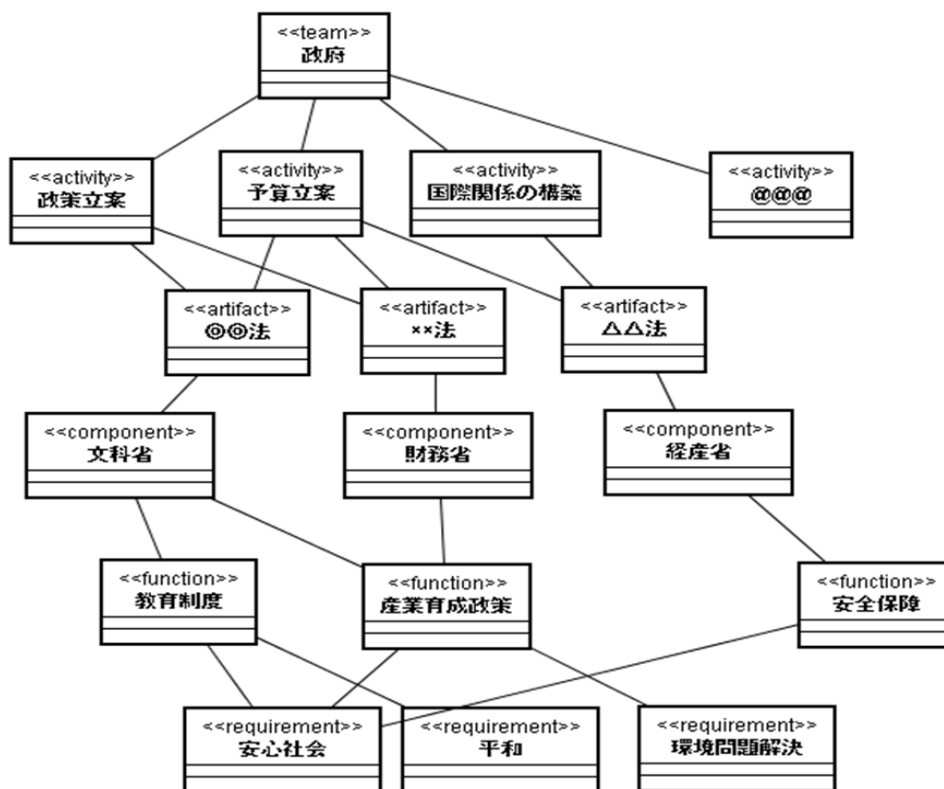 <<team>>
政府
<<activity>>
政策立案
<<activity>>
予算立案
<<activity>>
国際関係の構築
<<activity>>
@@@
<<artifact>>
◎◎法
<<artifact>>
××法
<<artifact>>
△△法
<<component>>
文科省
<<component>>
財務省
<<component>>
経産省
<<function>>
教育制度
<<function>>
産業育成政策
<<function>>
安全保障
<<requirement>>
安心社会
<<requirement>>
平和
<<requirement>>
環境問題解決